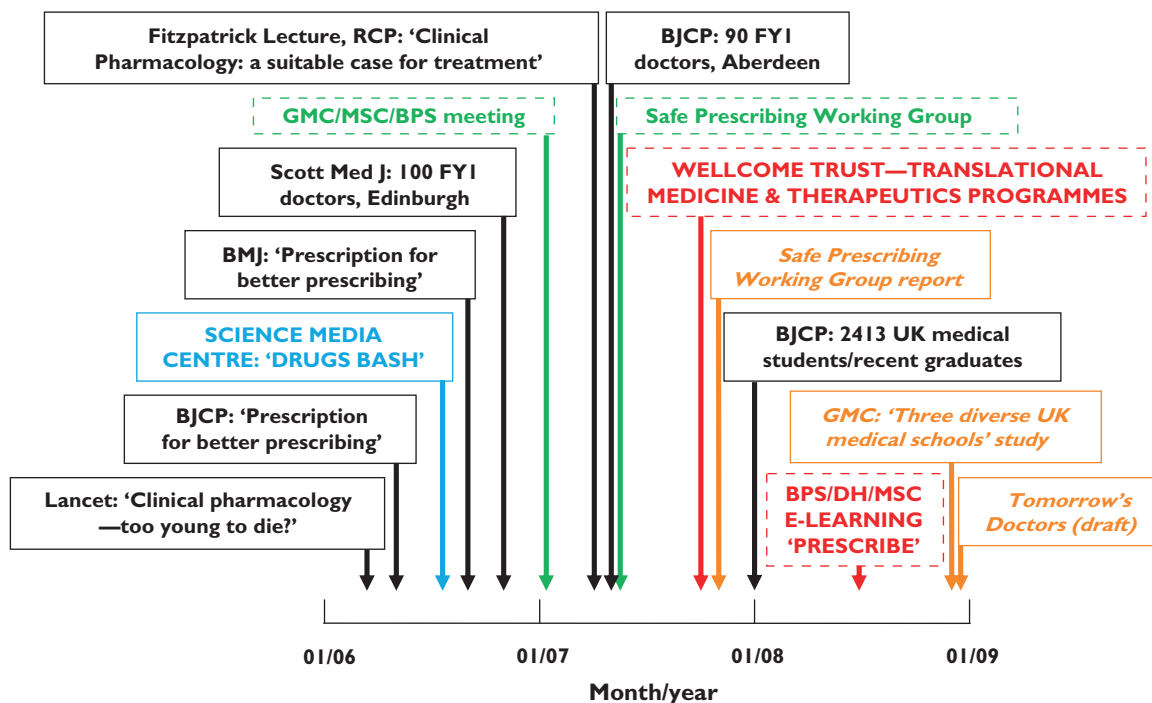 Fitzpatrick Lecture, RCP: ‘Clinical
Pharmacology: a suitable case for treatment’
BJCP: 90 FY1
doctors, Aberdeen
GMC/MSC/BPS meeting
Safe Prescribing Working Group
Scott Med J: 100 FY1
doctors, Edinburgh
WELLCOME TRUST—TRANSLATIONAL
MEDICINE & THERAPEUTICS PROGRAMMES
BMJ: ‘Prescription for
better prescribing’
Safe Prescribing
Working Group report
SCIENCE MEDIA
CENTRE: ‘DRUGS BASH’
BJCP: 2413 UK medical
students/recent graduates
BJCP: ‘Prescription
for better prescribing’
GMC: ‘Three diverse UK
medical schools’ study
Lancet: ‘Clinical pharmacology
—too young to die?’
BPS/DH/MSC
E-LEARNING
‘PRESCRIBE’
Tomorrow’s
Doctors (draft)
01/06
01/07
01/08
01/09
Month/year